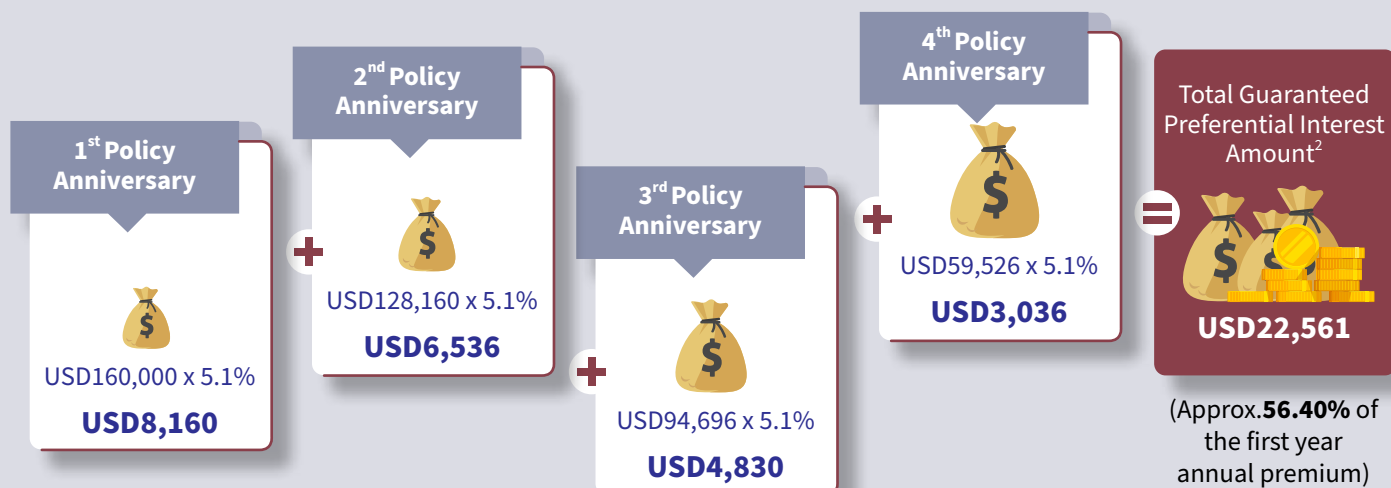 1st Policy
Anniversary
$
USD160,000 x 5.1%
USD8,160
+
2nd Policy
Anniversary
$
USD128,160 x 5.1%
USD6,536
+
3rd Policy
Anniversary
$
USD94,696 x 5.1%
USD4,830
+
4th Policy
Anniversary
$
USD59,526 x 5.1%
USD3,036
=
Total Guaranteed
Preferential Interest
Amount2
$ $ $
USD22,561
(Approx.56.40% of
the first year
annual premium)